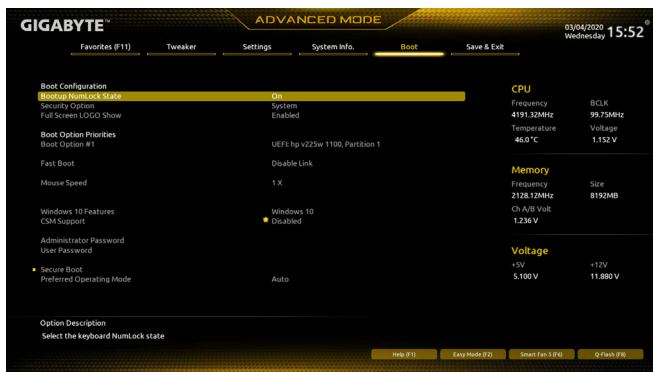 GIGABYTE™
ADVANCED MODE
03/04/2020
Wednesday 15:52
Favorites (F11) Tweaker Settings System Info. Boot Save & Exit
Boot Configuration
Bootup NumLock State On
Security Option System
Full Screen LOGO Show Enabled
Boot Option Priorities
Boot Option #1 UEFI: hp v225w 1100, Partition 1
Fast Boot Disable Link
Mouse Speed 1 X
Windows 10 Features Windows 10
CSM Support Disabled
Administrator Password
User Password
Secure Boot
Preferred Operating Mode Auto
Option Description
Select the keyboard NumLock state
CPU
Frequency BCLK
4191.32MHz 99.75MHz
Temperature Voltage
46.0 °C 1.152 V
Memory
Frequency Size
2128.12MHz 8192MB
Ch A/B Volt
1.236 V
Voltage
+5V +12V
5.100 V 11.880 V
Help (F1) Easy Mode (F2) Smart Fan 5 (F6) Q-Flash (F8)